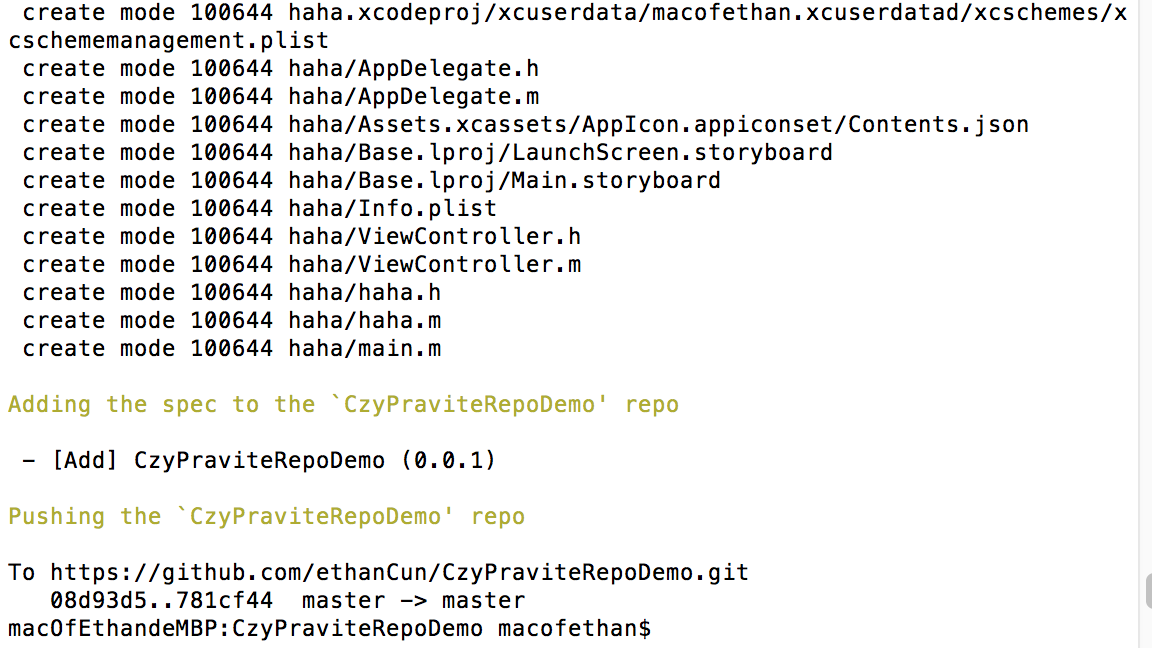 create mode 100644 haha.xcodeproj/xcuserdata/macofethan.xcuserdatad/xcschemes/x
cschememanagement.plist
create mode 100644 haha/AppDelegate.h
create mode 100644 haha/AppDelegate.m
create mode 100644 haha/Assets.xcassets/AppIcon.appiconset/Contents.json
create mode 100644 haha/Base.lproj/LaunchScreen.storyboard
create mode 100644 haha/Base.lproj/Main.storyboard
create mode 100644 haha/Info.plist
create mode 100644 haha/ViewController.h
create mode 100644 haha/ViewController.m
create mode 100644 haha/haha.h
create mode 100644 haha/haha.m
create mode 100644 haha/main.m
Adding the spec to the `CzyPraviteRepoDemo' repo
- [Add] CzyPraviteRepoDemo (0.0.1)
Pushing the `CzyPraviteRepoDemo' repo
To https://github.com/ethanCun/CzyPraviteRepoDemo.git
08d93d5..781cf44  master -> master
macOfEthandeMBP:CzyPraviteRepoDemo macofethan$